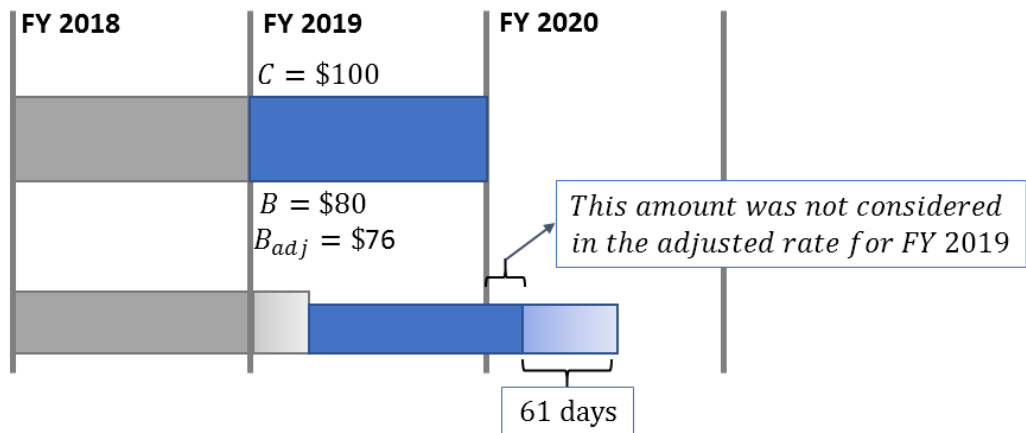 FY 2018
FY 2019
FY 2020
C = $100
B = $80
B_adj = $76
This amount was not considered
in the adjusted rate for FY 2019
61 days